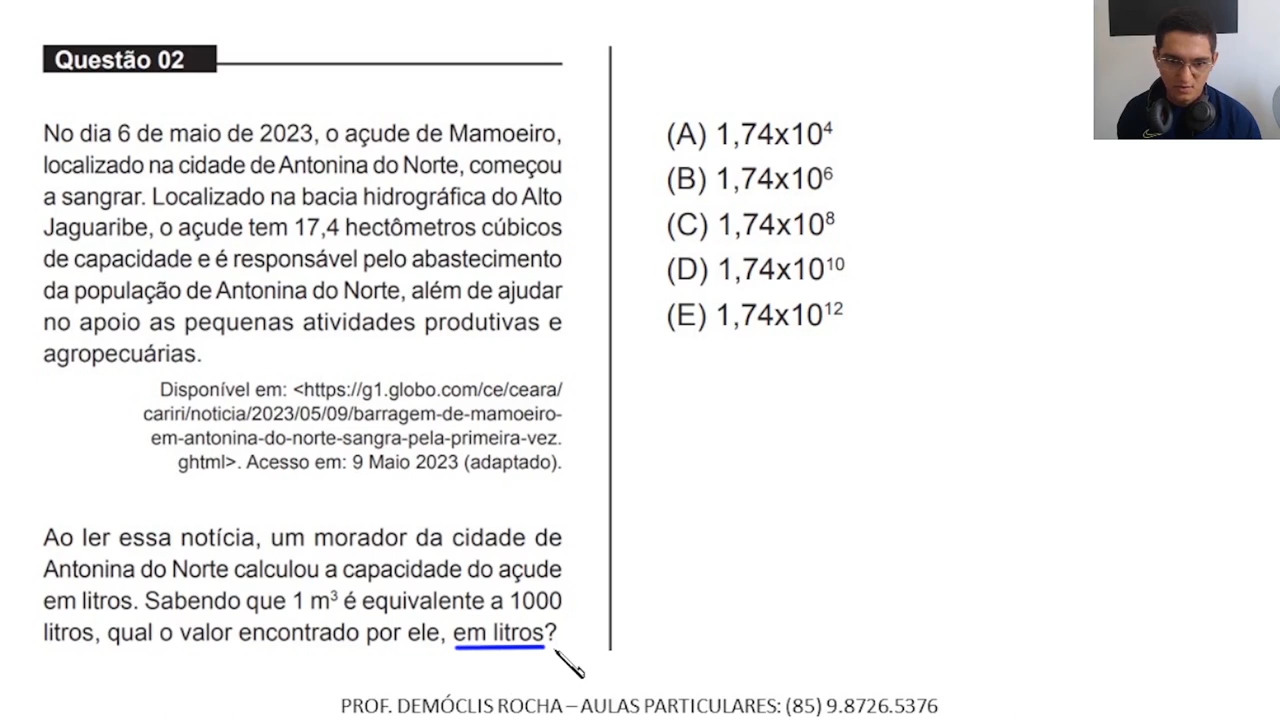 Questão 02
No dia 6 de maio de 2023, o açude de Mamoeiro,
localizado na cidade de Antonina do Norte, começou
a sangrar. Localizado na bacia hidrográfica do Alto
Jaguaribe, o açude tem 17,4 hectômetros cúbicos
de capacidade e é responsável pelo abastecimento
da população de Antonina do Norte, além de ajudar
no apoio as pequenas atividades produtivas e
agropecuárias.
Disponível em: <https://g1.globo.com/ce/ceara/
cariri/noticia/2023/05/09/barragem-de-mamoeiro-
em-antonina-do-norte-sangra-pela-primeira-vez.
ghtml>. Acesso em: 9 Maio 2023 (adaptado).
Ao ler essa notícia, um morador da cidade de
Antonina do Norte calculou a capacidade do açude
em litros. Sabendo que 1 m³ é equivalente a 1000
litros, qual o valor encontrado por ele, em litros?
(A) 1,74x10⁴
(B) 1,74x10⁶
(C) 1,74x10⁸
(D) 1,74x10¹⁰
(E) 1,74x10¹²
PROF. DEMÓCLIS ROCHA – AULAS PARTICULARES: (85) 9.8726.5376